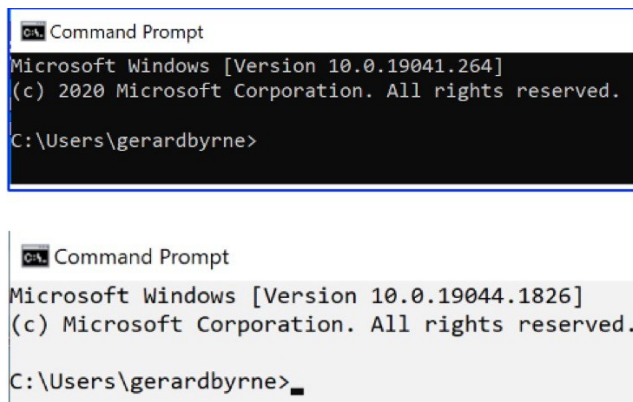 Command Prompt
Microsoft Windows [Version 10.0.19041.264]
(c) 2020 Microsoft Corporation. All rights reserved.
C:\Users\gerardbyrne>
Command Prompt
Microsoft Windows [Version 10.0.19044.1826]
(c) Microsoft Corporation. All rights reserved.
C:\Users\gerardbyrne>